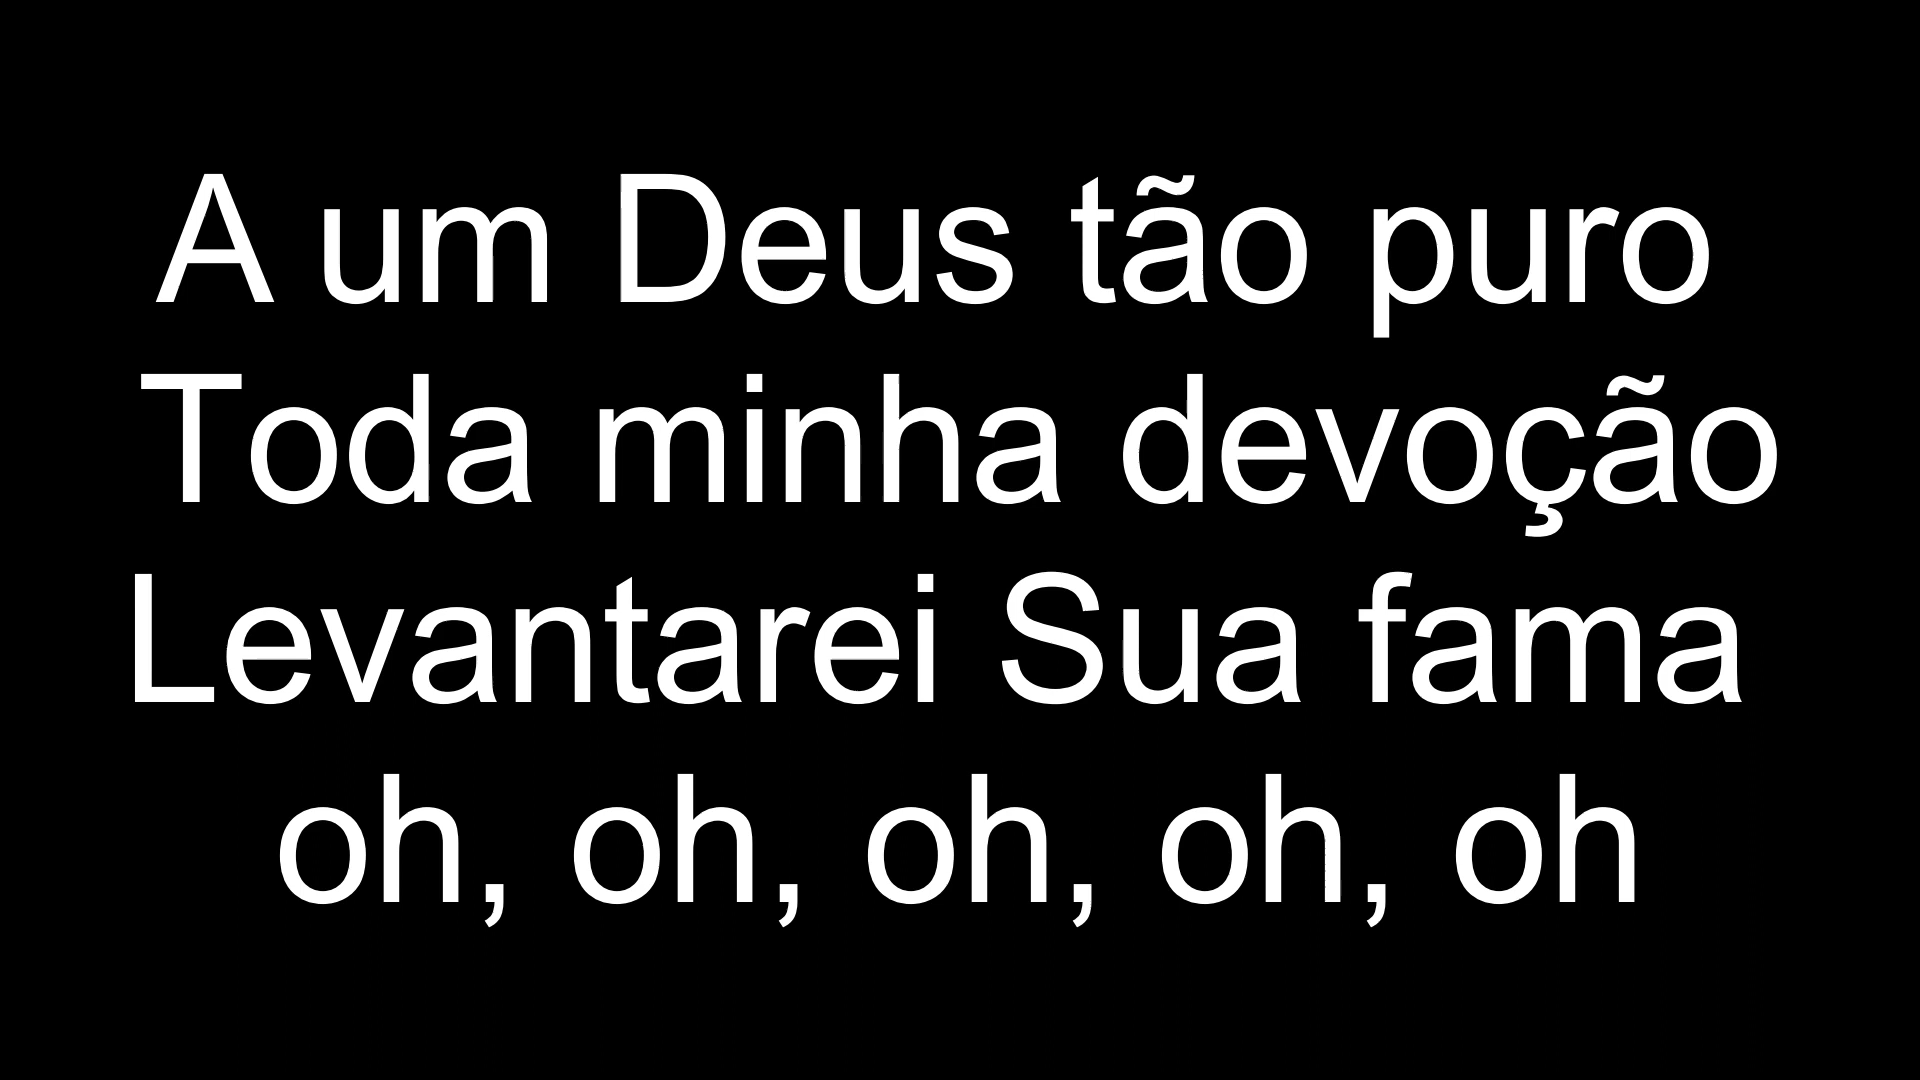 A um Deus tão puro
Toda minha devoção
Levantarei Sua fama
oh, oh, oh, oh, oh